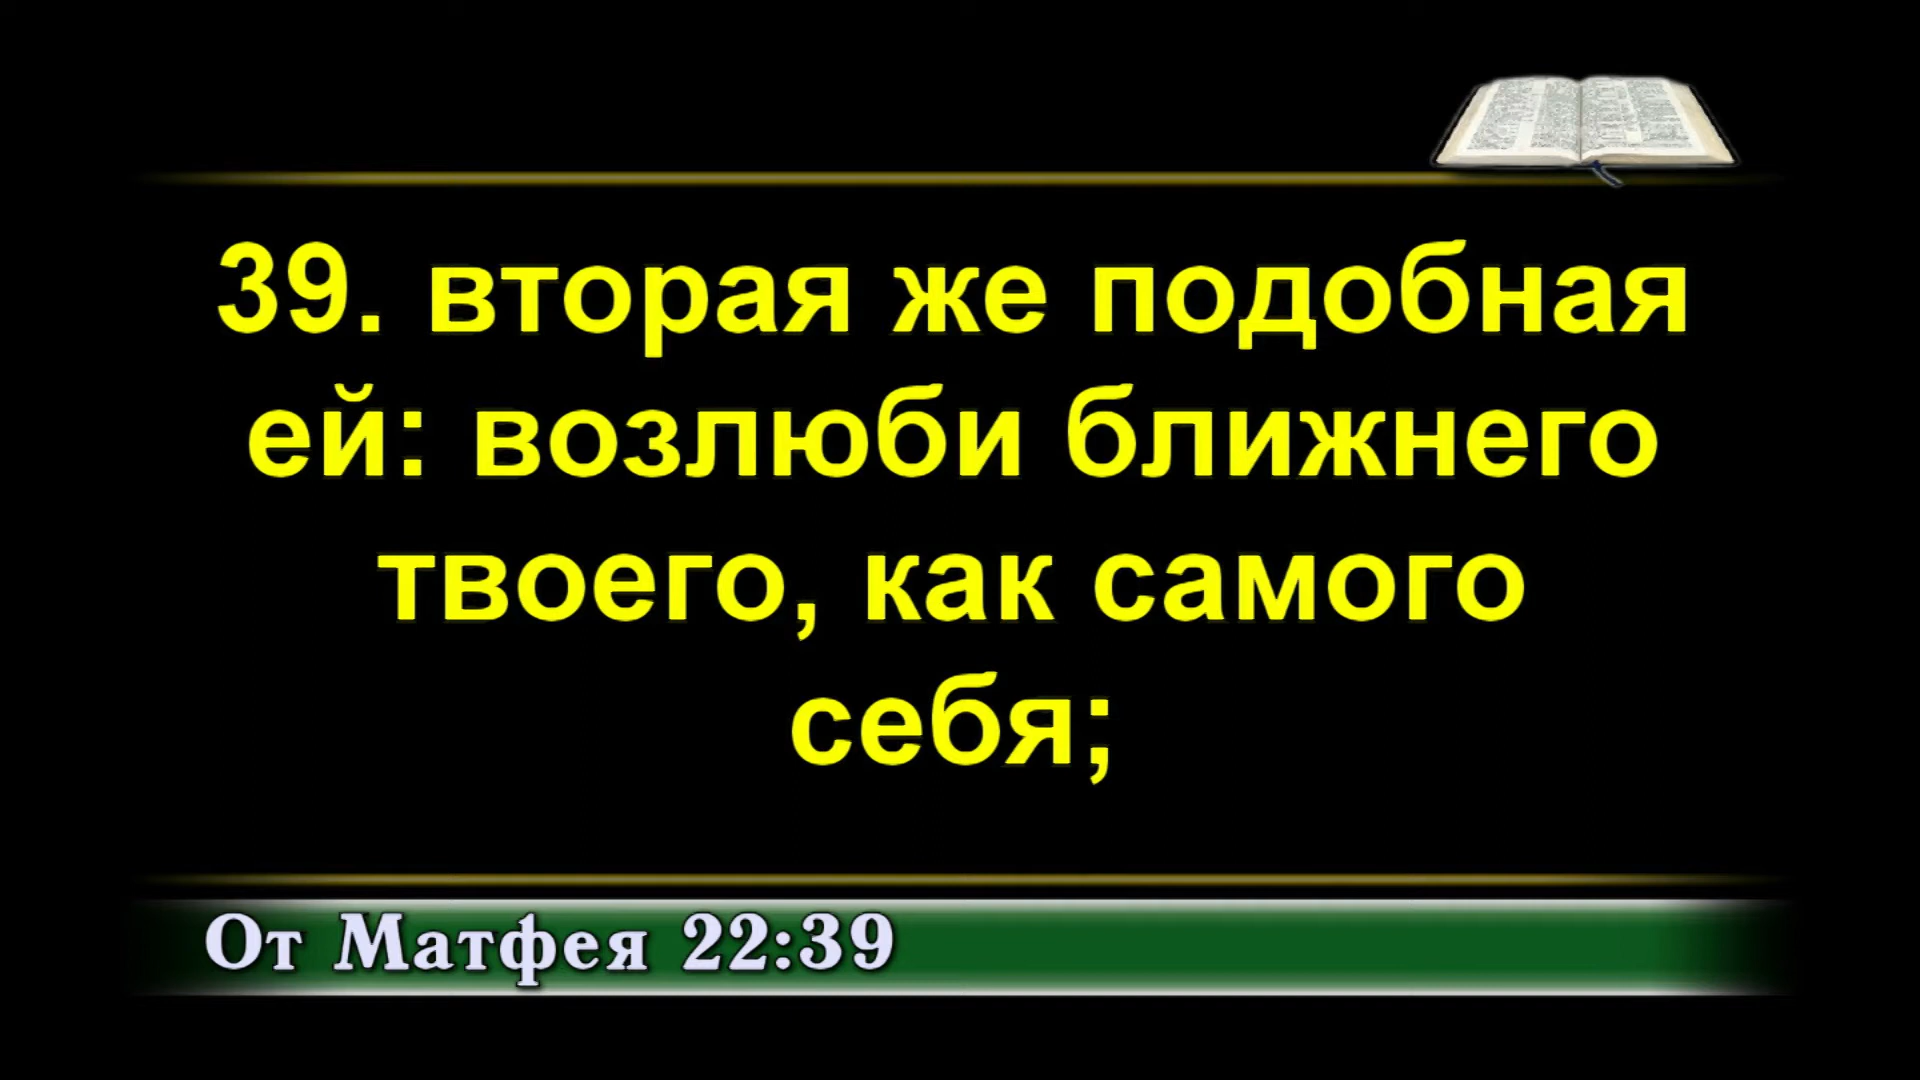 39. вторая же подобная
ей: возлюби ближнего
твоего, как самого
себя;
От Матфея 22:39